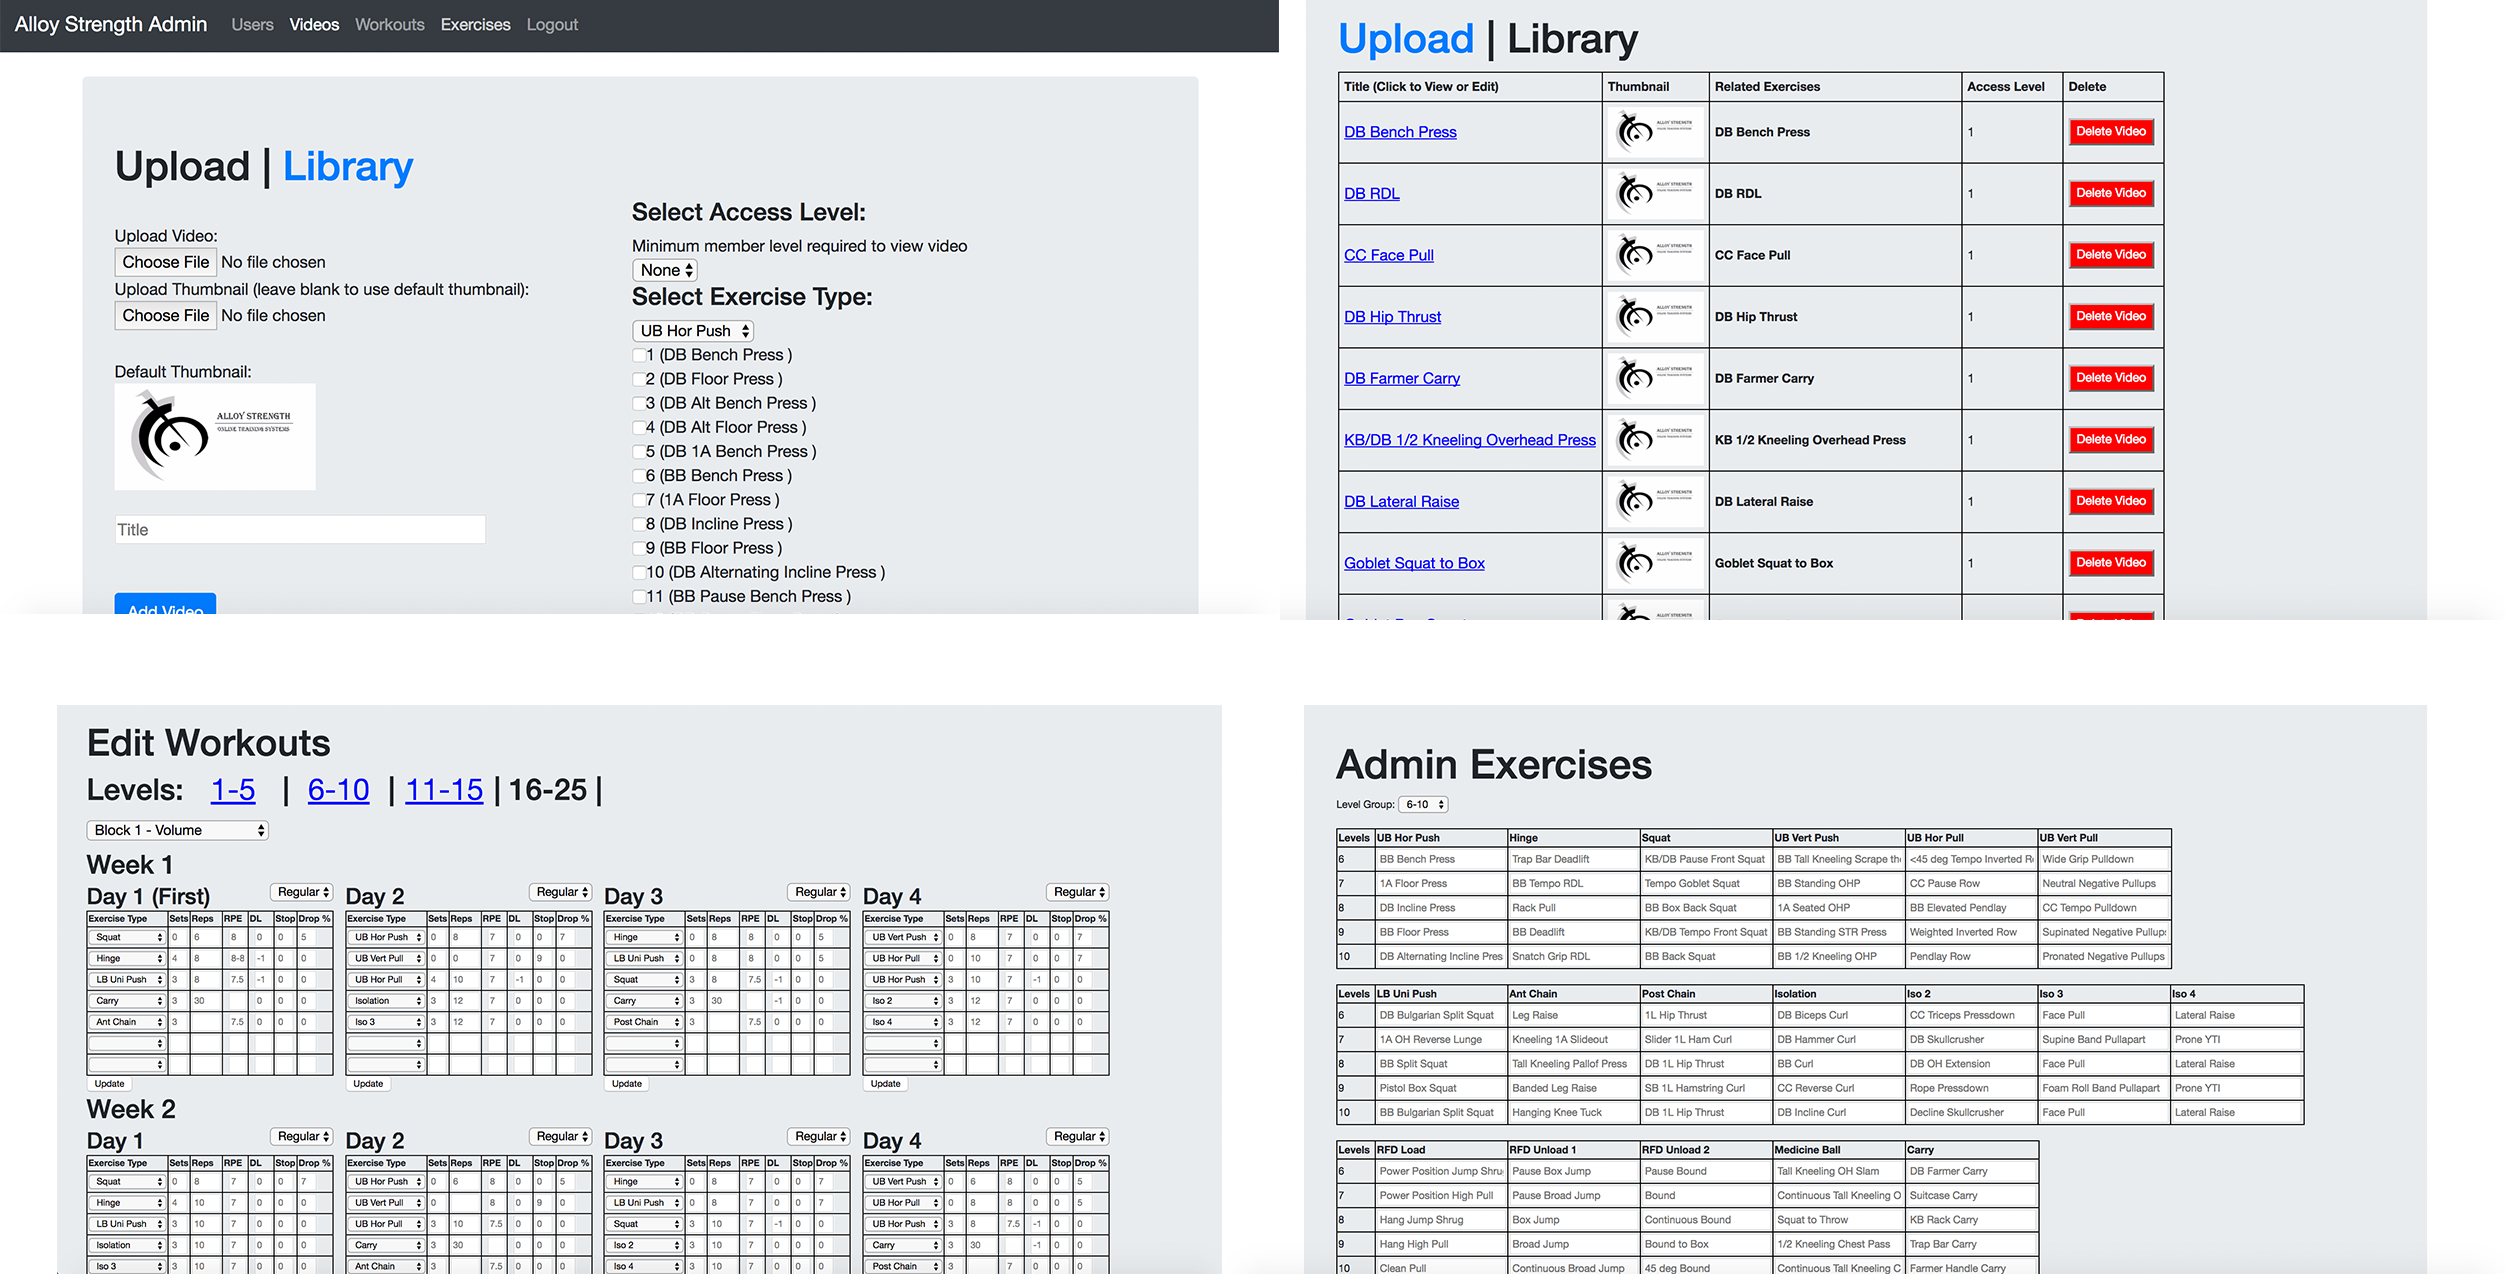 Alloy Strength Admin Users Videos Workouts Exercises Logout
Upload | Library
Upload Video:
Choose File No file chosen
Upload Thumbnail (leave blank to use default thumbnail):
Choose File No file chosen
Default Thumbnail:
ALLOY STRENGTH
ONLINE TRAINING SYSTEMS
Title
Add Video
Select Access Level:
Minimum member level required to view video
None
Select Exercise Type:
UB Hor Push
1 (DB Bench Press )
2 (DB Floor Press )
3 (DB Alt Bench Press )
4 (DB Alt Floor Press )
5 (DB 1A Bench Press )
6 (BB Bench Press )
7 (1A Floor Press )
8 (DB Incline Press )
9 (BB Floor Press )
10 (DB Alternating Incline Press )
11 (BB Pause Bench Press )
Upload | Library
Title (Click to View or Edit) Thumbnail Related Exercises Access Level Delete
DB Bench Press ALLOY STRENGTH DB Bench Press 1 Delete Video
DB RDL ALLOY STRENGTH DB RDL 1 Delete Video
CC Face Pull ALLOY STRENGTH CC Face Pull 1 Delete Video
DB Hip Thrust ALLOY STRENGTH DB Hip Thrust 1 Delete Video
DB Farmer Carry ALLOY STRENGTH DB Farmer Carry 1 Delete Video
KB/DB 1/2 Kneeling Overhead Press ALLOY STRENGTH KB 1/2 Kneeling Overhead Press 1 Delete Video
DB Lateral Raise ALLOY STRENGTH DB Lateral Raise 1 Delete Video
Goblet Squat to Box ALLOY STRENGTH Goblet Squat to Box 1 Delete Video
Edit Workouts
Levels: 1-5 | 6-10 | 11-15 | 16-25 |
Block 1 - Volume
Week 1
Day 1 (First) Regular Day 2 Regular Day 3 Regular Day 4 Regular
Exercise Type Sets Reps RPE DL Stop Drop % Exercise Type Sets Reps RPE DL Stop Drop % Exercise Type Sets Reps RPE DL Stop Drop % Exercise Type Sets Reps RPE DL Stop Drop %
Squat 0 6 8 0 0 5 UB Hor Push 0 8 7 0 0 7 Hinge 0 8 8 0 0 5 UB Vert Push 0 8 7 0 0 7
Hinge 4 8 8-8 -1 0 0 UB Vert Pull 0 0 7 0 9 0 LB Uni Push 0 8 8 0 0 5 UB Hor Pull 0 10 7 0 0 7
LB Uni Push 3 8 7.5 -1 0 0 UB Hor Pull 4 10 7 -1 0 0 Squat 3 8 7.5 -1 0 0 UB Hor Push 3 10 7 -1 0 0
Carry 3 30 0 0 0 Isolation 3 12 7 0 0 0 Carry 3 30 -1 0 0 Iso 2 3 12 7 0 0 0
Ant Chain 3 7.5 0 0 0 Iso 3 3 12 7 0 0 0 Post Chain 3 7.5 0 0 0 Iso 4 3 12 7 0 0 0
Update Update Update Update
Week 2
Day 1 Regular Day 2 Regular Day 3 Regular Day 4 Regular
Exercise Type Sets Reps RPE DL Stop Drop % Exercise Type Sets Reps RPE DL Stop Drop % Exercise Type Sets Reps RPE DL Stop Drop % Exercise Type Sets Reps RPE DL Stop Drop %
Squat 0 8 7 0 0 7 UB Hor Push 0 6 8 0 0 5 Hinge 0 8 7 0 0 7 UB Vert Push 0 6 8 0 0 5
Hinge 4 10 7 0 0 0 UB Vert Pull 0 8 0 9 0 LB Uni Push 0 8 7 0 0 7 UB Hor Pull 0 8 8 0 0 5
LB Uni Push 3 10 7 0 0 0 UB Hor Pull 3 10 7.5 0 0 0 Squat 3 10 7 -1 0 0 UB Hor Push 3 8 7.5 -1 0 0
Isolation 3 10 7 0 0 0 Carry 3 30 0 0 0 Iso 2 3 10 7 0 0 0 Carry 3 30 -1 0 0
Iso 3 3 10 7 0 0 0 Ant Chain 3 7.5 0 0 0 Iso 4 3 10 7 0 0 0 Post Chain 3 7 0 0 0
Admin Exercises
Level Group: 6-10
Levels UB Hor Push Hinge Squat UB Vert Push UB Hor Pull UB Vert Pull
6 BB Bench Press Trap Bar Deadlift KB/DB Pause Front Squat BB Tall Kneeling Scrape the <45 deg Tempo Inverted R Wide Grip Pulldown
7 1A Floor Press BB Tempo RDL Tempo Goblet Squat BB Standing OHP CC Pause Row Neutral Negative Pullups
8 DB Incline Press Rack Pull BB Box Back Squat 1A Seated OHP BB Elevated Pendlay CC Tempo Pulldown
9 BB Floor Press BB Deadlift KB/DB Tempo Front Squat BB Standing STR Press Weighted Inverted Row Supinated Negative Pullups
10 DB Alternating Incline Pres Snatch Grip RDL BB Back Squat BB 1/2 Kneeling OHP Pendlay Row Pronated Negative Pullups
Levels LB Uni Push Ant Chain Post Chain Isolation Iso 2 Iso 3 Iso 4
6 DB Bulgarian Split Squat Leg Raise 1L Hip Thrust DB Biceps Curl CC Triceps Pressdown Face Pull Lateral Raise
7 1A OH Reverse Lunge Kneeling 1A Slideout Slider 1L Ham Curl DB Hammer Curl DB Skullcrusher Supine Band Pullapart Prone YTI
8 BB Split Squat Tall Kneeling Pallof Press DB 1L Hip Thrust BB Curl DB OH Extension Face Pull Lateral Raise
9 Pistol Box Squat Banded Leg Raise SB 1L Hamstring Curl CC Reverse Curl Rope Pressdown Foam Roll Band Pullapart Prone YTI
10 BB Bulgarian Split Squat Hanging Knee Tuck DB 1L Hip Thrust DB Incline Curl Decline Skullcrusher Face Pull Lateral Raise
Levels RFD Load RFD Unload 1 RFD Unload 2 Medicine Ball Carry
6 Power Position Jump Shru Pause Box Jump Pause Bound Tall Kneeling OH Slam DB Farmer Carry
7 Power Position High Pull Pause Broad Jump Bound Continuous Tall Kneeling O Suitcase Carry
8 Hang Jump Shrug Box Jump Continuous Bound Squat to Throw KB Rack Carry
9 Hang High Pull Broad Jump Bound to Box 1/2 Kneeling Chest Pass Trap Bar Carry
10 Clean Pull Continuous Broad Jump 45 deg Bound Continuous Tall Kneeling C Farmer Handle Carry